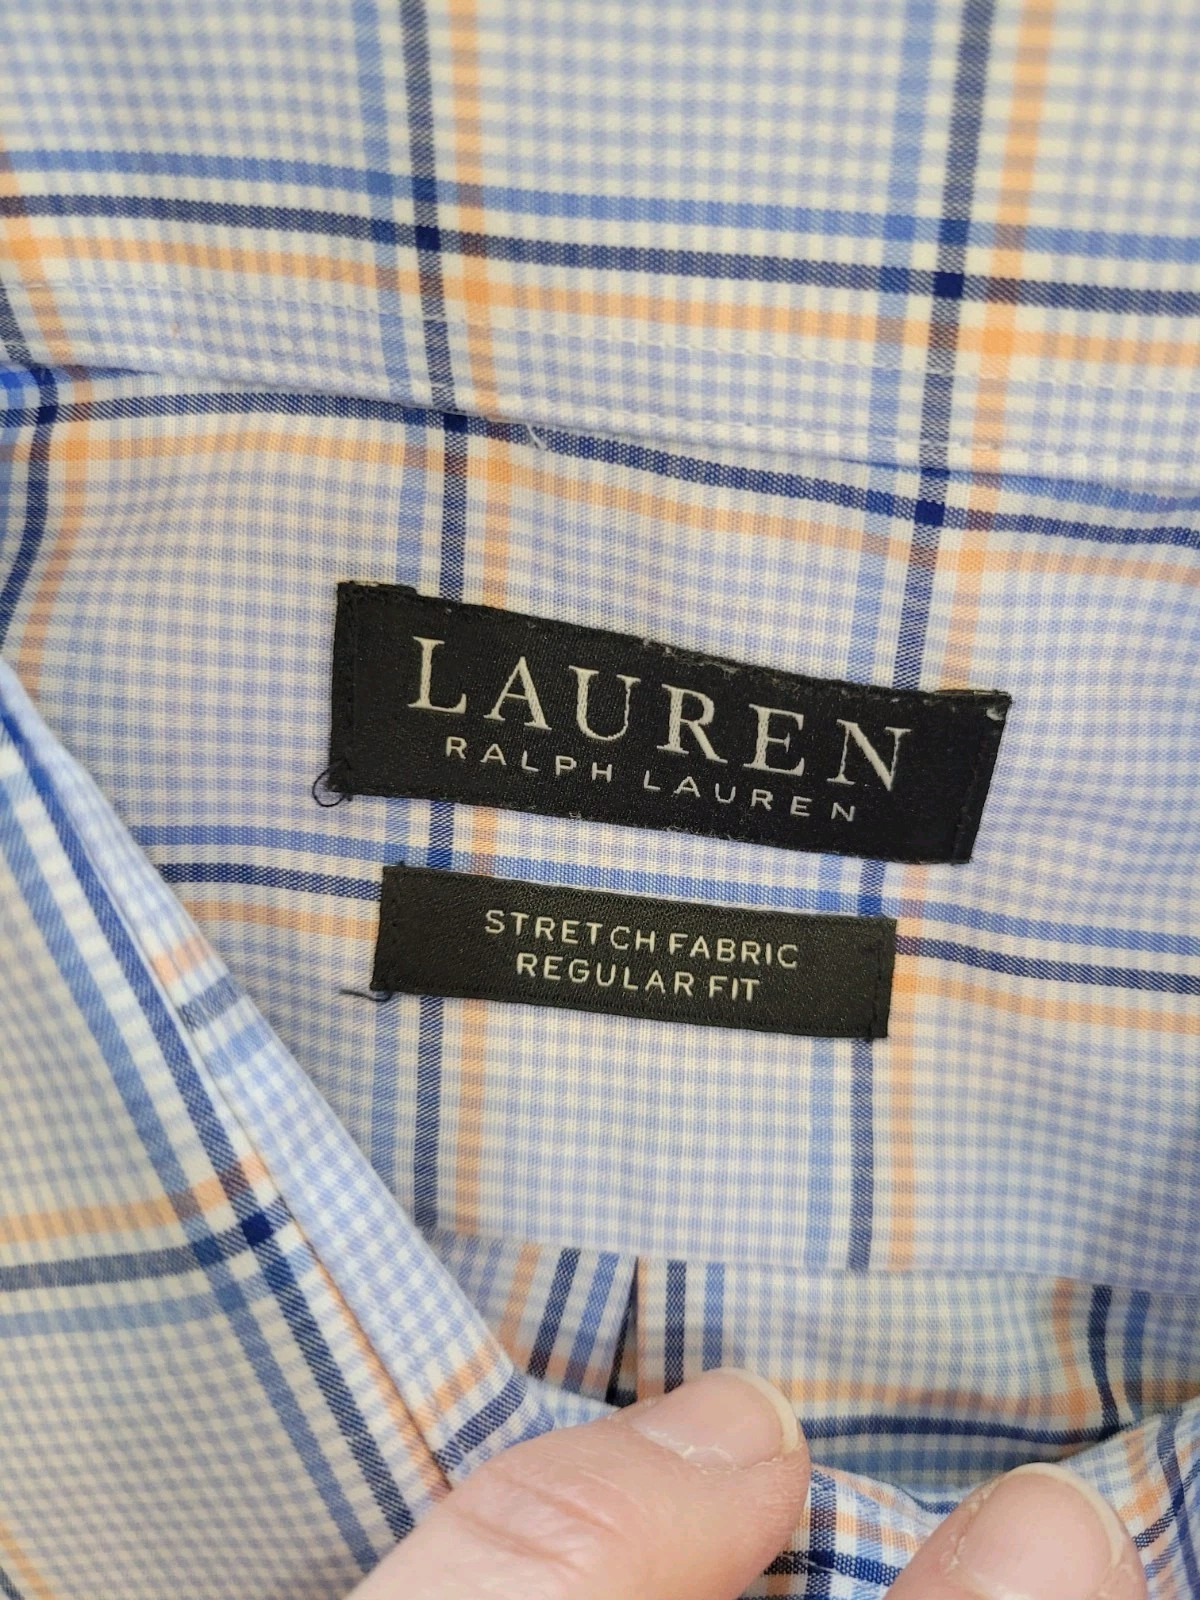 LAUREN
RALPH LAUREN
STRETCH FABRIC
REGULAR FIT